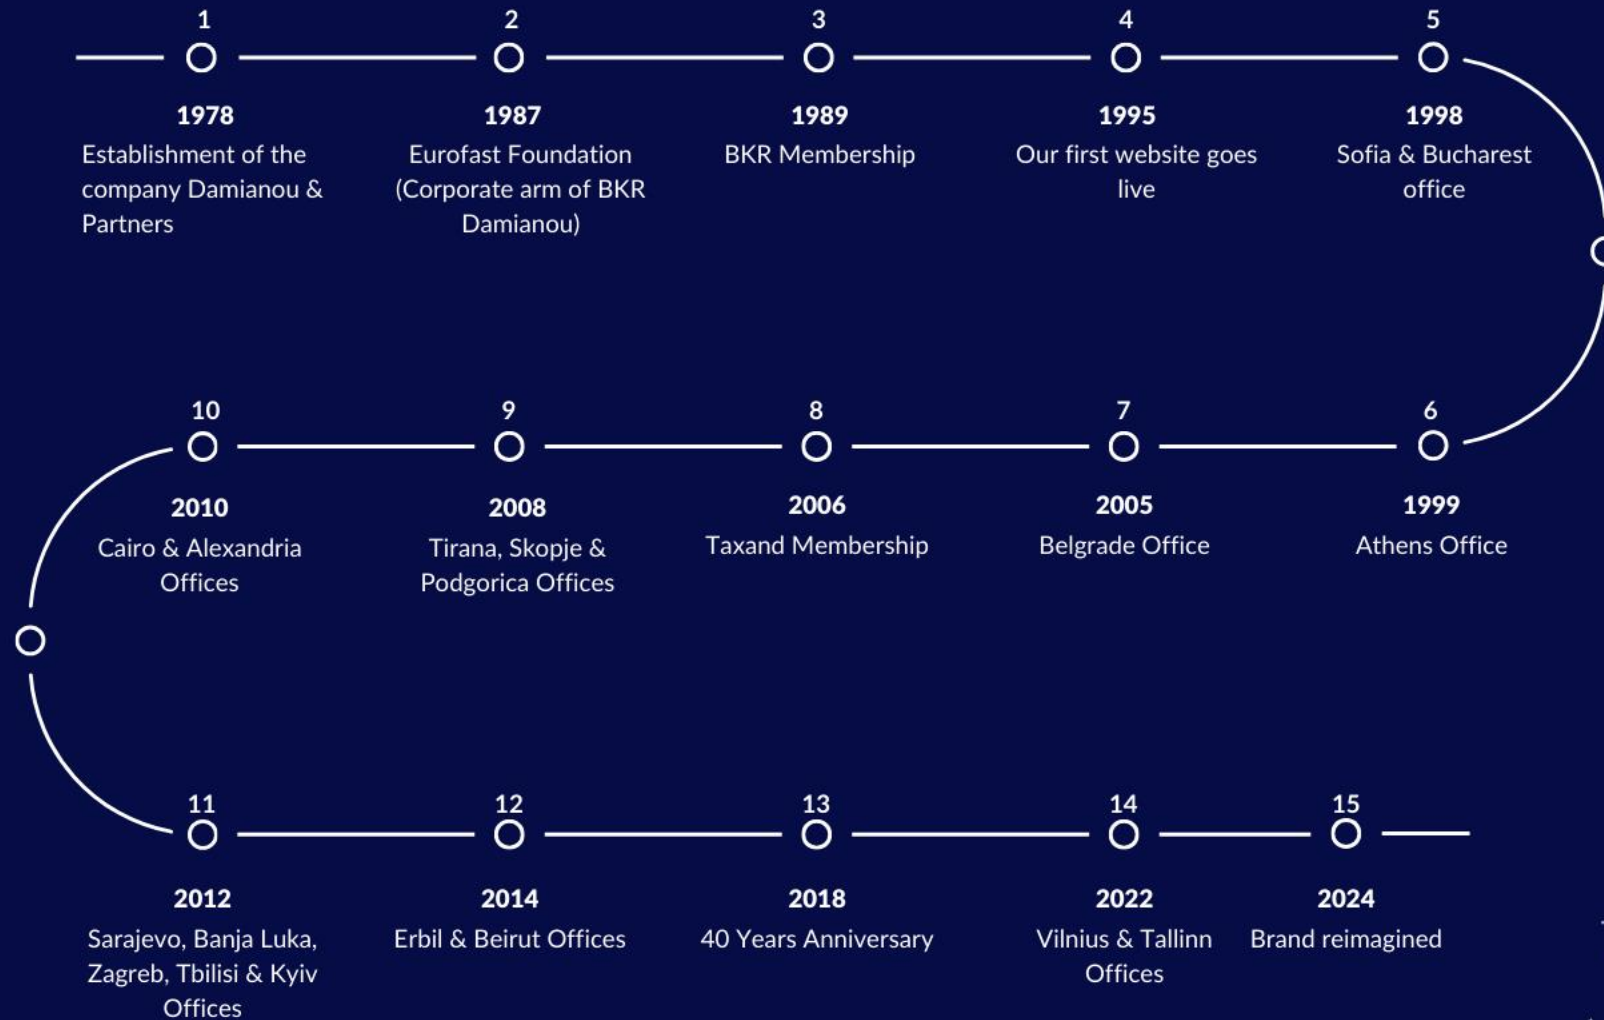 1
1978
Establishment of the
company Damianou &
Partners
2
1987
Eurofast Foundation
(Corporate arm of BKR
Damianou)
3
1989
BKR Membership
4
1995
Our first website goes
live
5
1998
Sofia & Bucharest
office
6
1999
Athens Office
7
2005
Belgrade Office
8
2006
Taxand Membership
9
2008
Tirana, Skopje &
Podgorica Offices
10
2010
Cairo & Alexandria
Offices
11
2012
Sarajevo, Banja Luka,
Zagreb, Tbilisi & Kyiv
Offices
12
2014
Erbil & Beirut Offices
13
2018
40 Years Anniversary
14
2022
Vilnius & Tallinn
Offices
15
2024
Brand reimagined